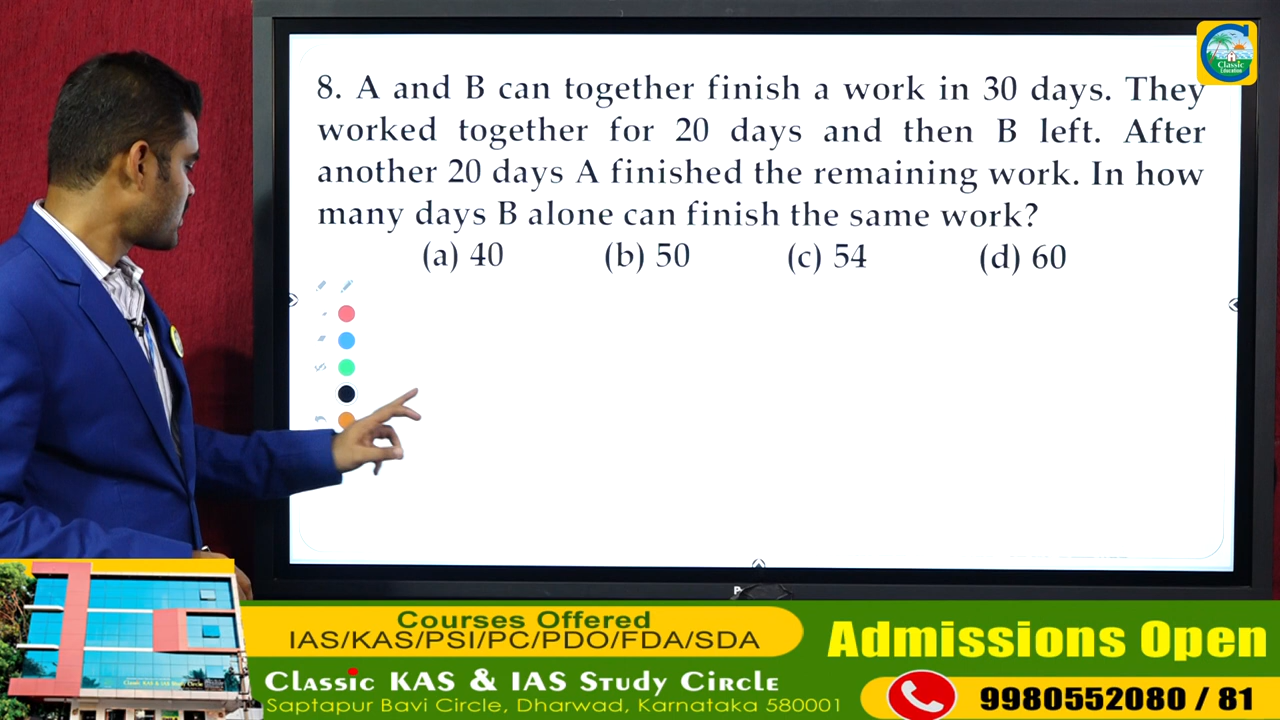 Classic
Education
8. A and B can together finish a work in 30 days. They
worked together for 20 days and then B left. After
another 20 days A finished the remaining work. In how
many days B alone can finish the same work?
(a) 40 (b) 50 (c) 54 (d) 60
Courses Offered
IAS/KAS/PSI/PC/PDO/FDA/SDA
Classic KAS & IAS Study Circle
Saptapur Bavi Circle, Dharwad, Karnataka 580001
Admissions Open
9980552080 / 81